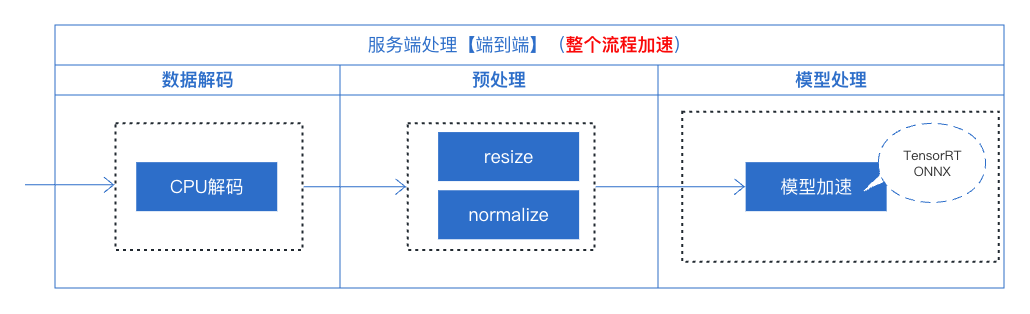 服务端处理【端到端】（整个流程加速）
数据解码
预处理
模型处理
CPU解码
resize
normalize
模型加速
TensorRT
ONNX